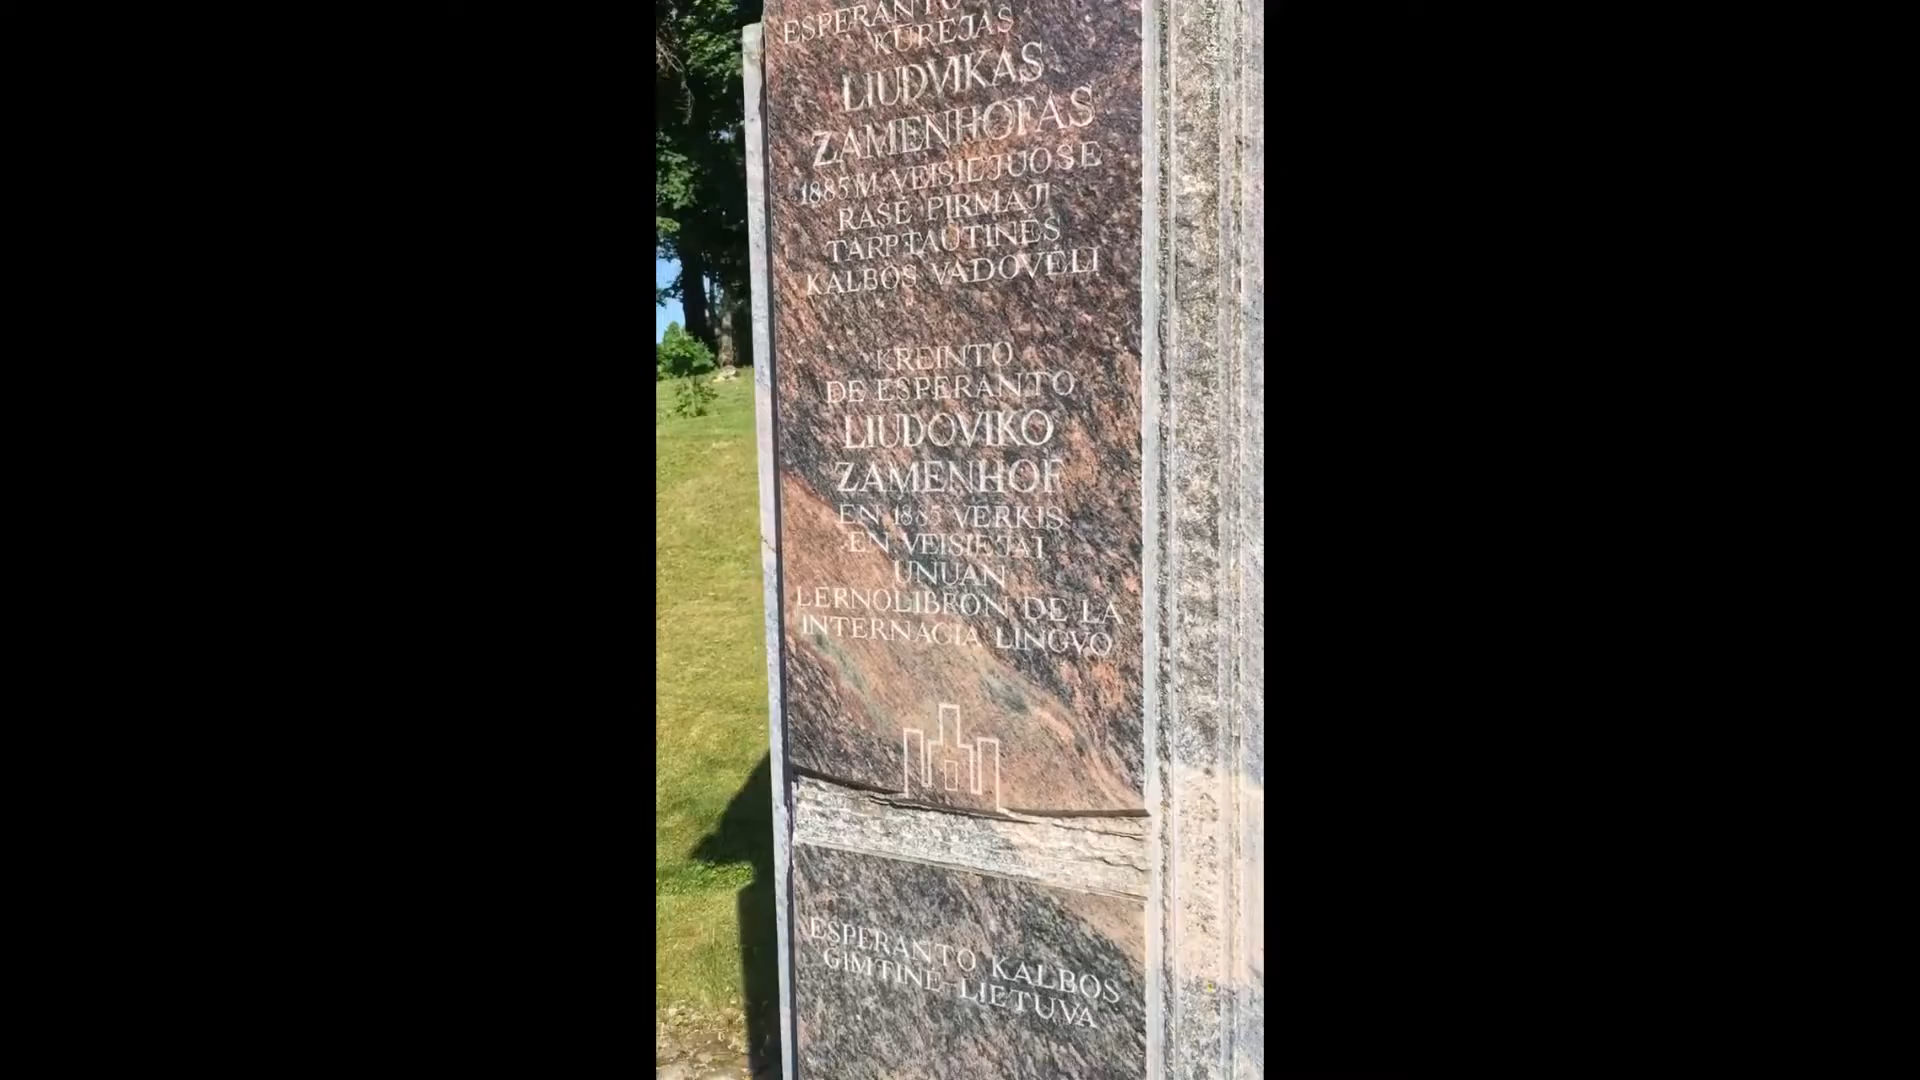 ESPERANTO
KŪRĖJAS
LIUDVIKAS
ZAMENHOFAS
1885 M. VEISIEJUOSE
RAŠĖ PIRMĄJĮ
TARPTAUTINĖS
KALBOS VADOVĖLĮ
KREINTO
DE ESPERANTO
LIUDOVIKO
ZAMENHOF
EN 1885 VERKIS
EN VEISIEJAI
UNUAN
LERNOLIBRON DE LA
INTERNACIA LINGVO
ESPERANTO KALBOS
GIMTINĖ-LIETUVA